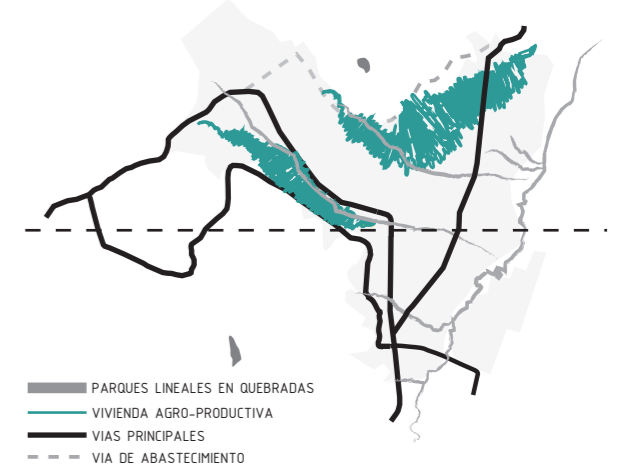 PARQUES LINEALES EN QUEBRADAS
VIVIENDA AGRO-PRODUCTIVA
VIAS PRINCIPALES
VIA DE ABASTECIMIENTO